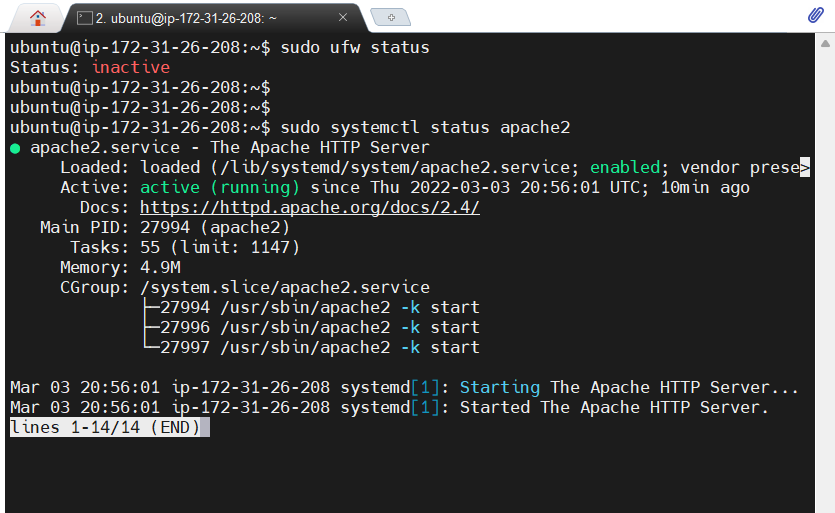 2. ubuntu@ip-172-31-26-208: ~
ubuntu@ip-172-31-26-208:~$ sudo ufw status
Status: inactive
ubuntu@ip-172-31-26-208:~$
ubuntu@ip-172-31-26-208:~$
ubuntu@ip-172-31-26-208:~$ sudo systemctl status apache2
● apache2.service - The Apache HTTP Server
     Loaded: loaded (/lib/systemd/system/apache2.service; enabled; vendor prese>
     Active: active (running) since Thu 2022-03-03 20:56:01 UTC; 10min ago
       Docs: https://httpd.apache.org/docs/2.4/
   Main PID: 27994 (apache2)
      Tasks: 55 (limit: 1147)
     Memory: 4.9M
     CGroup: /system.slice/apache2.service
             ├─27994 /usr/sbin/apache2 -k start
             ├─27996 /usr/sbin/apache2 -k start
             └─27997 /usr/sbin/apache2 -k start
Mar 03 20:56:01 ip-172-31-26-208 systemd[1]: Starting The Apache HTTP Server...
Mar 03 20:56:01 ip-172-31-26-208 systemd[1]: Started The Apache HTTP Server.
lines 1-14/14 (END)